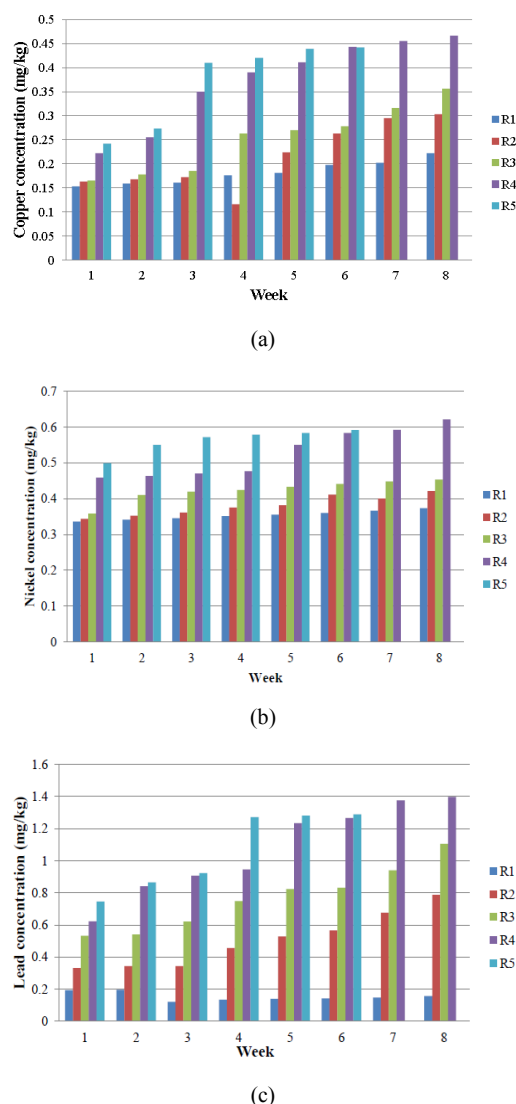 Copper concentration (mg/kg)
0.5
0.45
0.4
0.35
0.3
0.25
0.2
0.15
0.1
0.05
0
1 2 3 4 5 6 7 8
Week
R1
R2
R3
R4
R5
(a)
Nickel concentration (mg/kg)
0.7
0.6
0.5
0.4
0.3
0.2
0.1
0
1 2 3 4 5 6 7 8
Week
R1
R2
R3
R4
R5
(b)
Lead concentration (mg/kg)
1.6
1.4
1.2
1
0.8
0.6
0.4
0.2
0
1 2 3 4 5 6 7 8
Week
R1
R2
R3
R4
R5
(c)